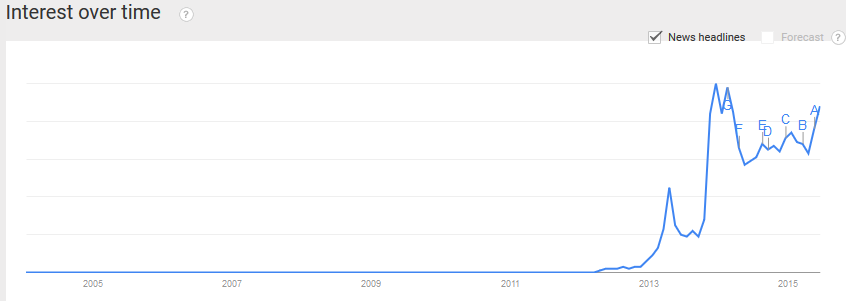 Interest over time ?
News headlines Forecast ?
A
G
C
E
B
F
D
2005 2007 2009 2011 2013 2015